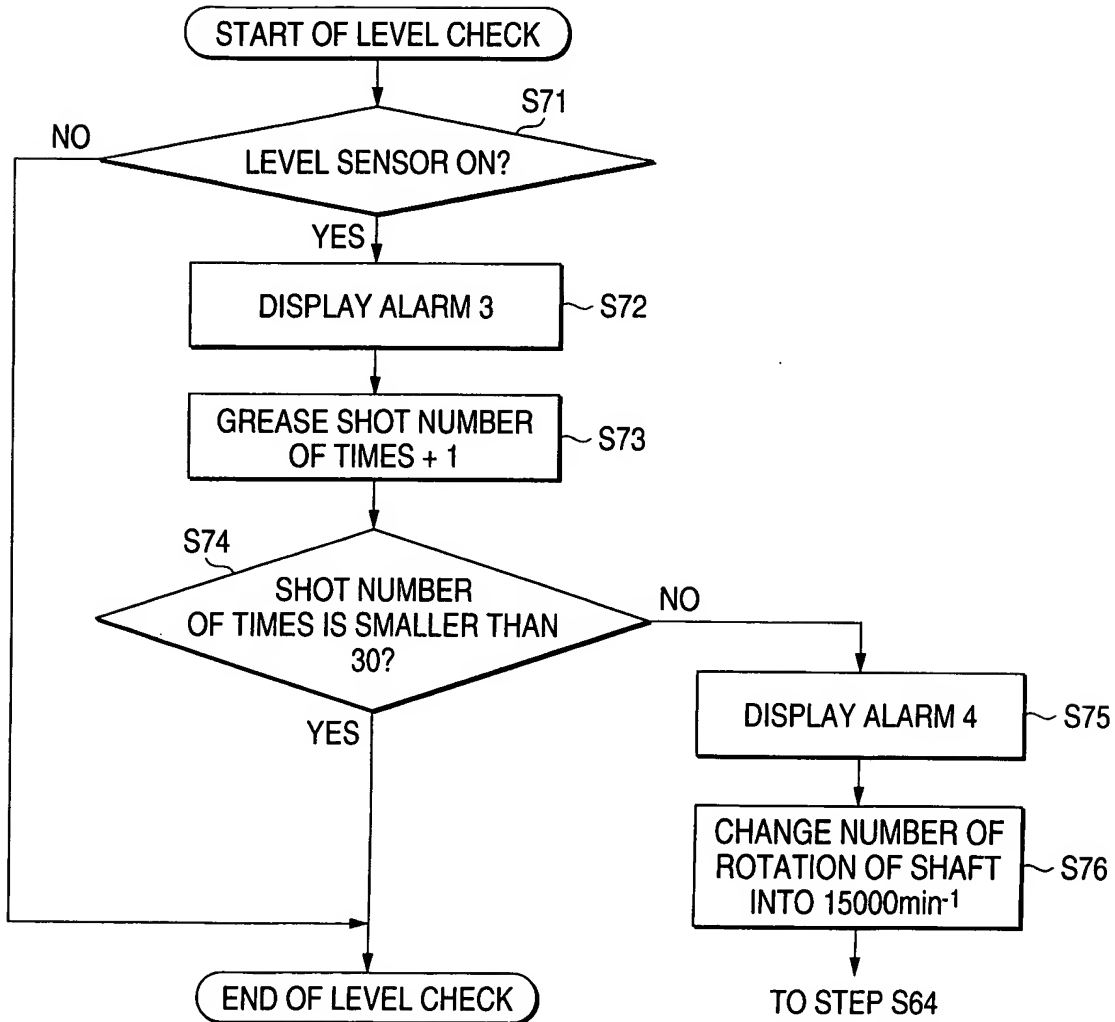 START OF LEVEL CHECK
S71
NO
LEVEL SENSOR ON?
YES
DISPLAY ALARM 3
S72
GREASE SHOT NUMBER
OF TIMES + 1
S73
S74
SHOT NUMBER
OF TIMES IS SMALLER THAN
30?
NO
YES
DISPLAY ALARM 4
S75
CHANGE NUMBER OF
ROTATION OF SHAFT
INTO 15000min⁻¹
S76
END OF LEVEL CHECK
TO STEP S64